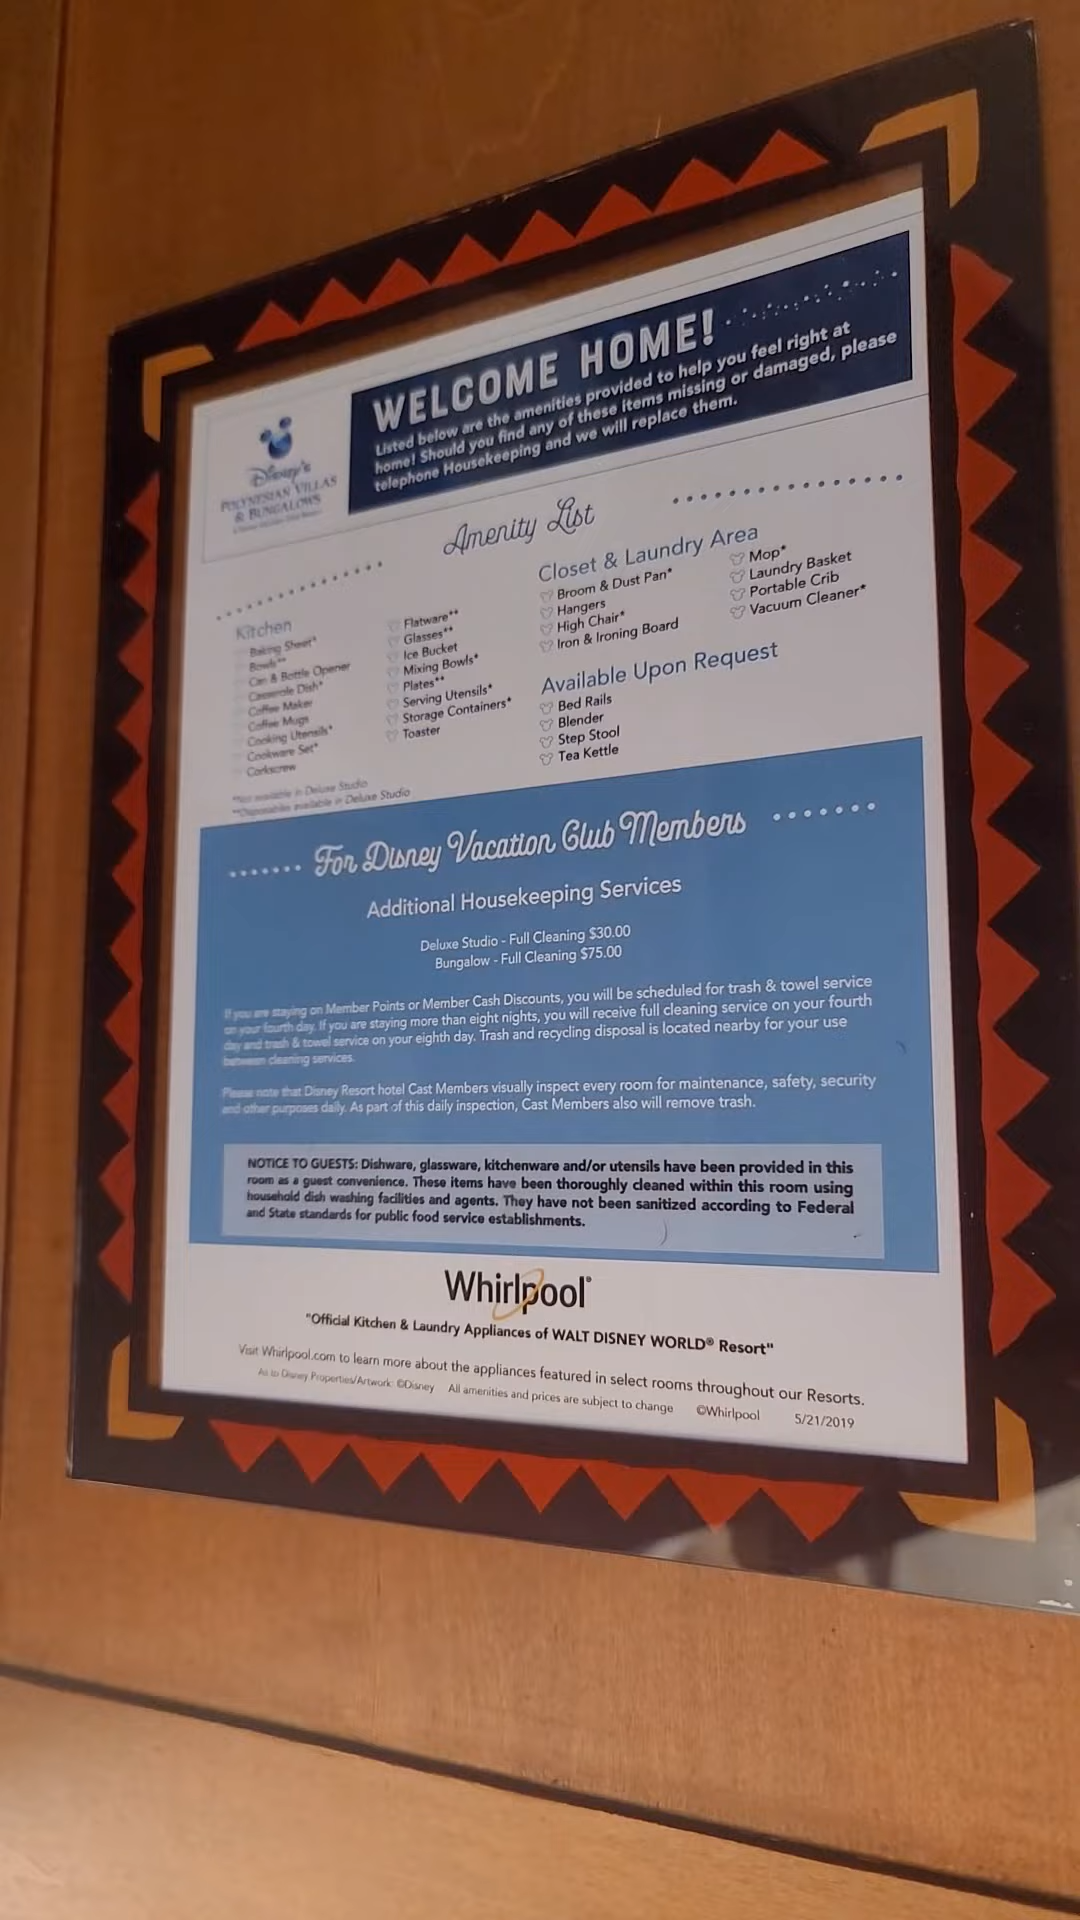 WELCOME HOME!
Listed below are the amenities provided to help you feel right at
home! Should you find any of these items missing or damaged, please
telephone Housekeeping and we will replace them.
Disney's
POLYNESIAN VILLAS
& BUNGALOWS
Amenity List
Kitchen
Baking Sheet*
Bowls**
Can & Bottle Opener
Casserole Dish*
Coffee Maker
Coffee Mugs
Cooking Utensils*
Cookware Set*
Corkscrew
Flatware**
Glasses**
Ice Bucket
Mixing Bowls*
Plates**
Serving Utensils*
Storage Containers*
Toaster
*Not available in Deluxe Studio
**Disposables available in Deluxe Studio
Closet & Laundry Area
Broom & Dust Pan*
Hangers
High Chair*
Iron & Ironing Board
Mop*
Laundry Basket
Portable Crib
Vacuum Cleaner*
Available Upon Request
Bed Rails
Blender
Step Stool
Tea Kettle
For Disney Vacation Club Members
Additional Housekeeping Services
Deluxe Studio - Full Cleaning $30.00
Bungalow - Full Cleaning $75.00
If you are staying on Member Points or Member Cash Discounts, you will be scheduled for trash & towel service
on your fourth day. If you are staying more than eight nights, you will receive full cleaning service on your fourth
day and trash & towel service on your eighth day. Trash and recycling disposal is located nearby for your use
between cleaning services.
Please note that Disney Resort hotel Cast Members visually inspect every room for maintenance, safety, security
and other purposes daily. As part of this daily inspection, Cast Members also will remove trash.
NOTICE TO GUESTS: Dishware, glassware, kitchenware and/or utensils have been provided in this
room as a guest convenience. These items have been thoroughly cleaned within this room using
household dish washing facilities and agents. They have not been sanitized according to Federal
and State standards for public food service establishments.
Whirlpool®
"Official Kitchen & Laundry Appliances of WALT DISNEY WORLD® Resort"
Visit Whirlpool.com to learn more about the appliances featured in select rooms throughout our Resorts.
As to Disney Properties/Artwork: ©Disney All amenities and prices are subject to change ©Whirlpool 5/21/2019